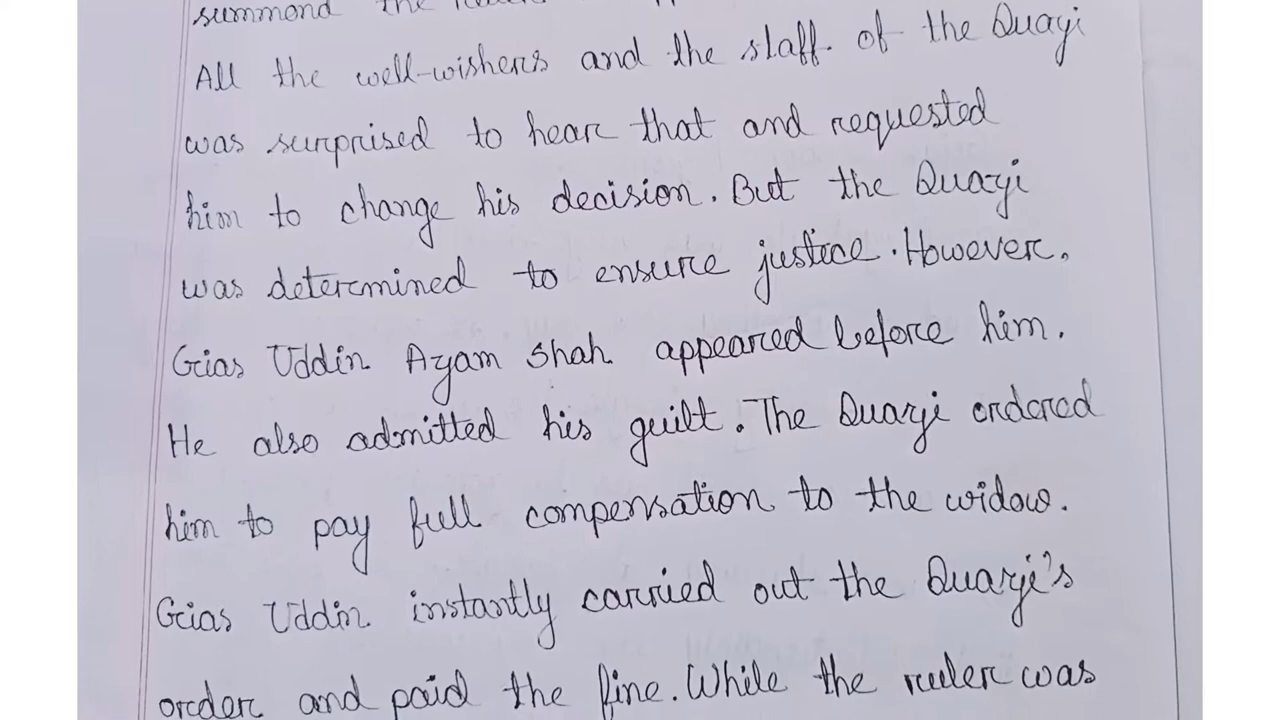 summond the
All the well-wishers and the staff of the Quazi
was surprised to hear that and requested
him to change his decision. But the Quazi
was determined to ensure justice. However,
Gias Uddin Azam Shah appeared before him.
He also admitted his guilt. The Quazi ordered
him to pay full compensation to the widow.
Gias Uddin instantly carried out the Quazi's
order and paid the fine. While the ruler was